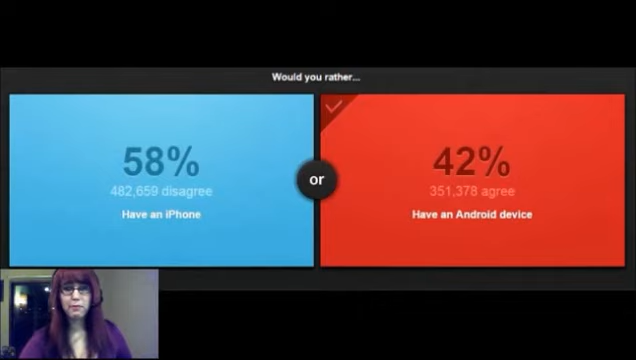 Would you rather...
58%
482,659 disagree
Have an iPhone
or
42%
351,378 agree
Have an Android device